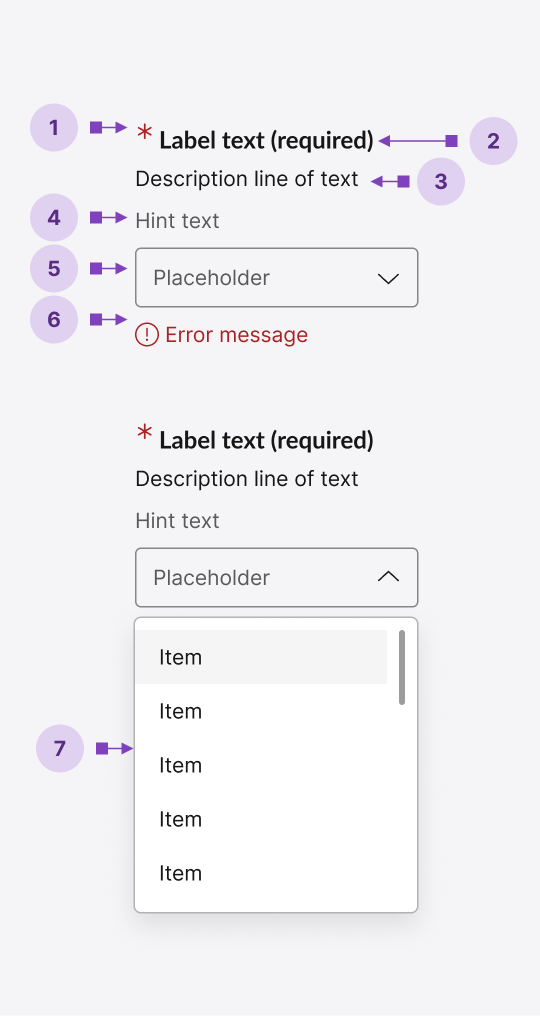 1
* Label text (required)
2
Description line of text
3
4
Hint text
5
Placeholder
6
Error message
* Label text (required)
Description line of text
Hint text
Placeholder
Item
Item
7
Item
Item
Item